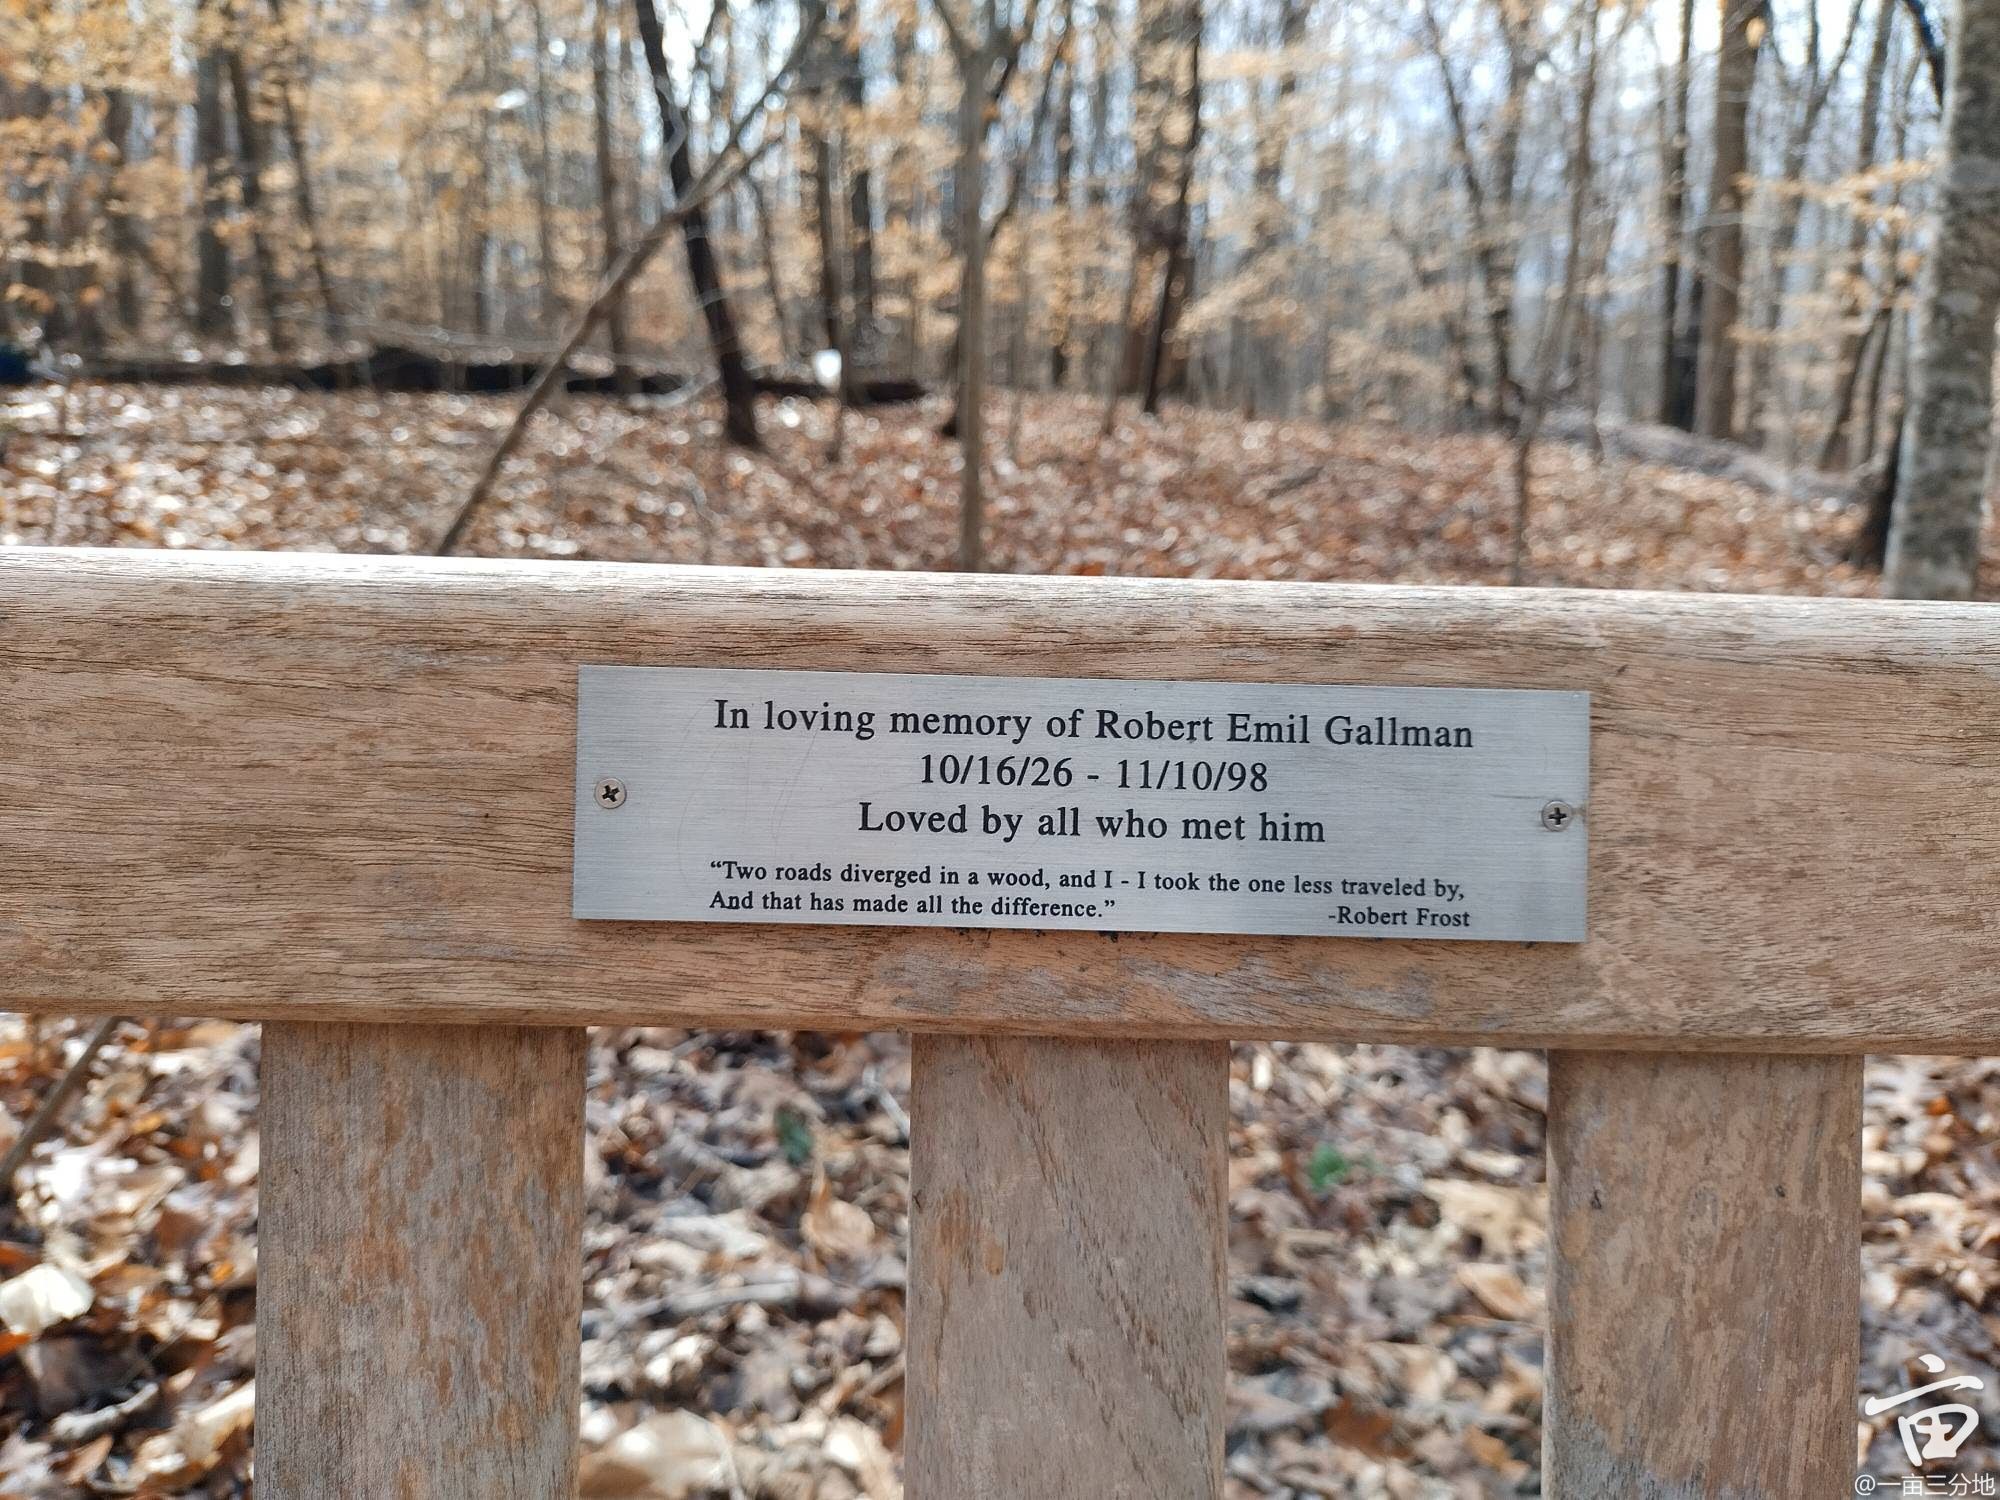 In loving memory of Robert Emil Gallman
10/16/26 - 11/10/98
Loved by all who met him
“Two roads diverged in a wood, and I - I took the one less traveled by,
And that has made all the difference.”
-Robert Frost
亩
@一亩三分地